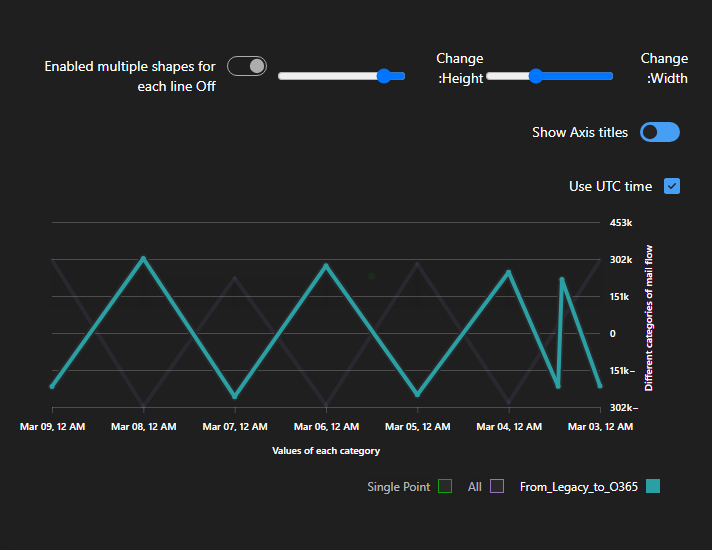 Enabled multiple shapes for
each line Off
Change
:Height
Change
:Width
Show Axis titles
Use UTC time
453k
302k
151k
0
151k−
302k−
Different categories of mail flow
Mar 09, 12 AM
Mar 08, 12 AM
Mar 07, 12 AM
Mar 06, 12 AM
Mar 05, 12 AM
Mar 04, 12 AM
Mar 03, 12 AM
Values of each category
Single Point
All
From_Legacy_to_O365